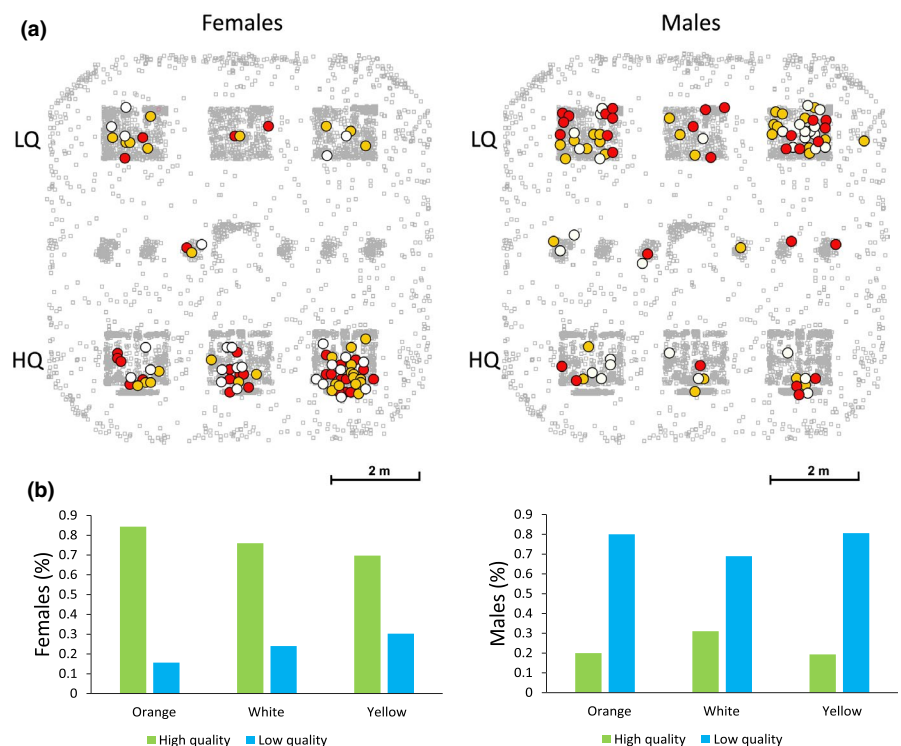 (a)
Females
Males
LQ
LQ
HQ
HQ
2 m
2 m
(b)
Females (%)
0.9
0.8
0.7
0.6
0.5
0.4
0.3
0.2
0.1
0
Orange
White
Yellow
High quality
Low quality
Males (%)
0.9
0.8
0.7
0.6
0.5
0.4
0.3
0.2
0.1
0
Orange
White
Yellow
High quality
Low quality